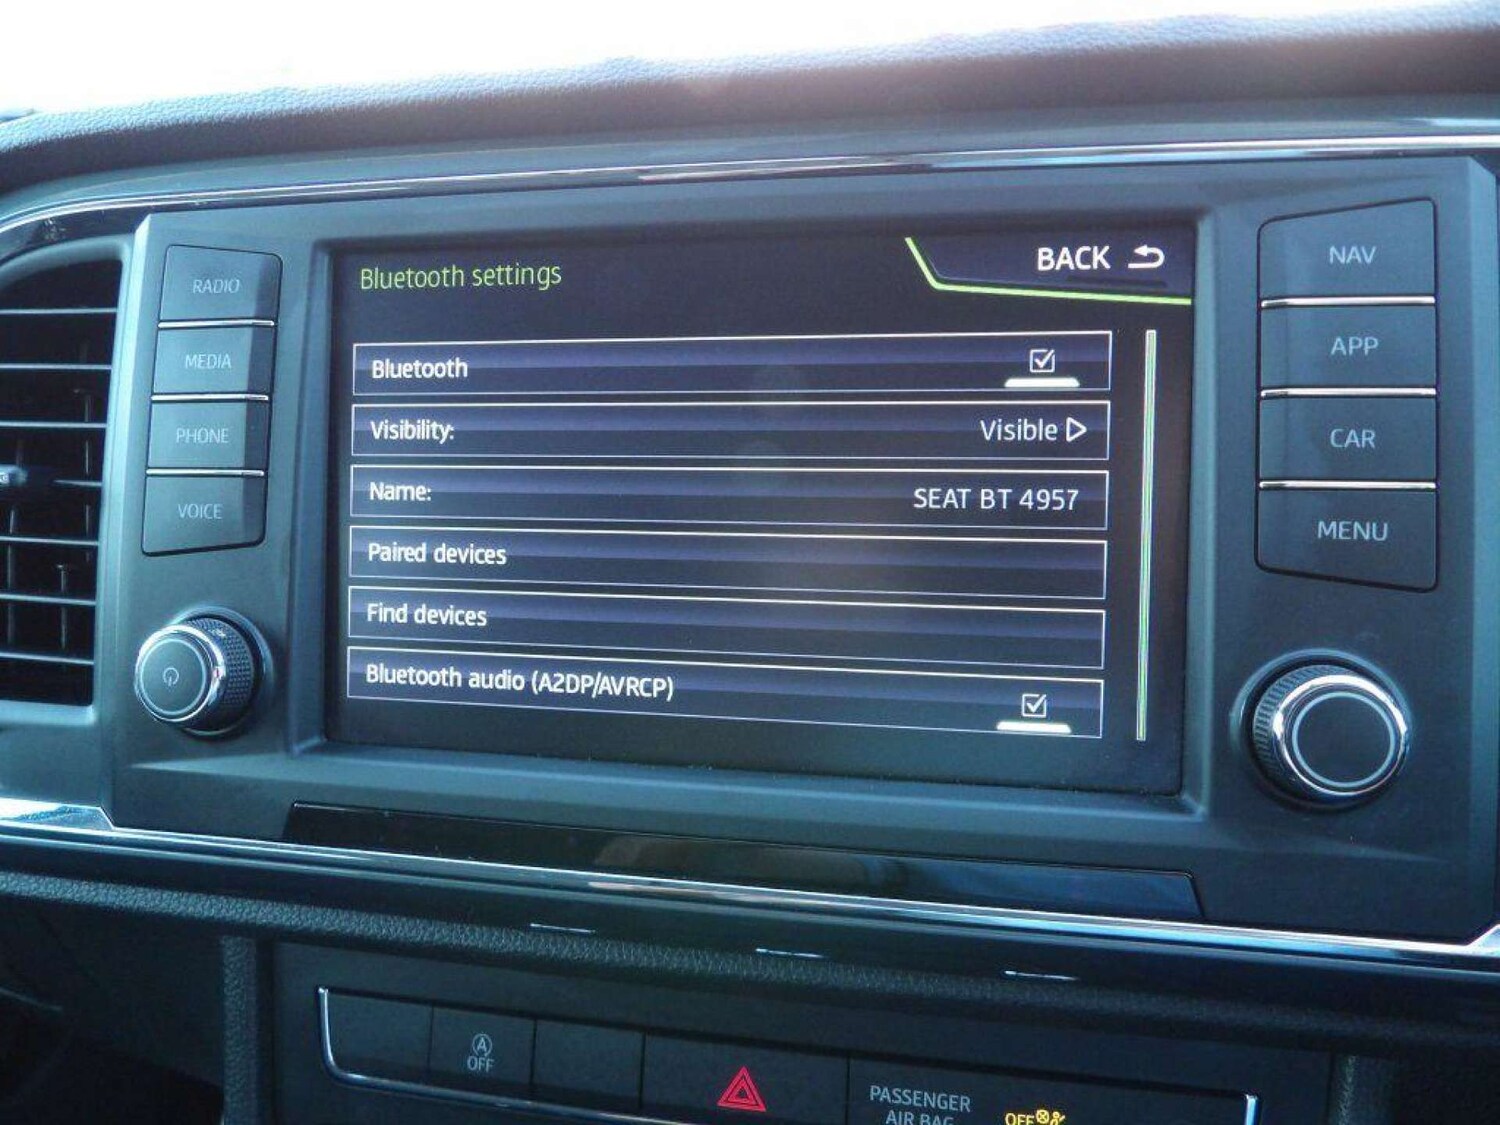 Bluetooth settings
BACK
Bluetooth
Visibility:
Visible
Name:
SEAT BT 4957
Paired devices
Find devices
Bluetooth audio (A2DP/AVRCP)
RADIO
MEDIA
PHONE
VOICE
NAV
APP
CAR
MENU
A
OFF
PASSENGER
AIR BAG
OFF